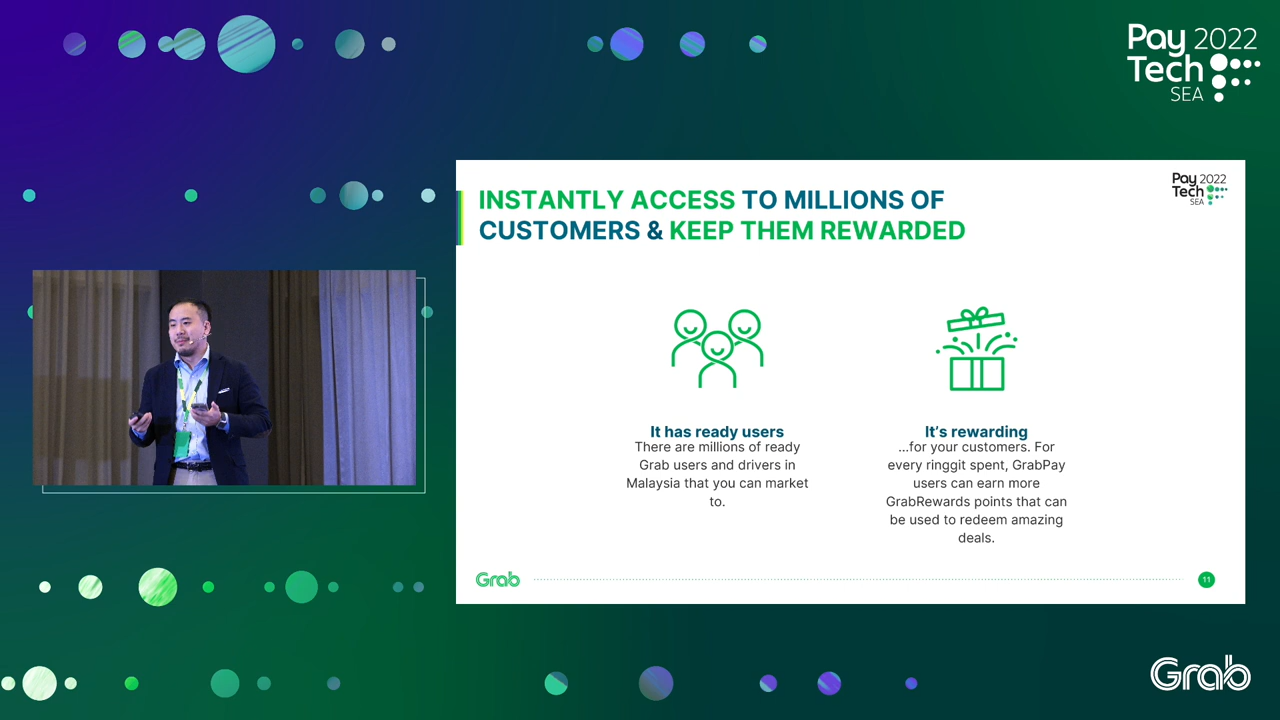 Pay 2022
Tech
SEA
INSTANTLY ACCESS TO MILLIONS OF
CUSTOMERS & KEEP THEM REWARDED
Pay 2022
Tech
SEA
It has ready users
There are millions of ready
Grab users and drivers in
Malaysia that you can market
to.
It's rewarding
...for your customers. For
every ringgit spent, GrabPay
users can earn more
GrabRewards points that can
be used to redeem amazing
deals.
Grab
11
Grab